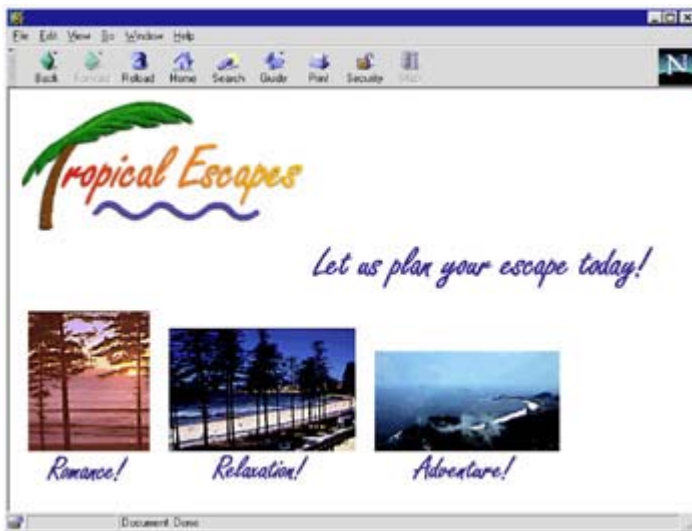 File Edit View Go Window Help
Back Forward Reload Home Search Guide Print Security Stop
N
Tropical Escapes
Let us plan your escape today!
Romance! Relaxation! Adventure!
Document: Done